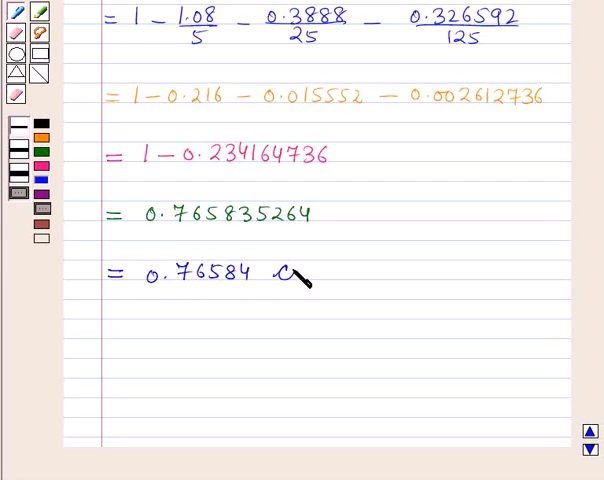 = 1 - 1.08/5 - 0.3888/25 - 0.326592/125
= 1 - 0.216 - 0.015552 - 0.002612736
= 1 - 0.234164736
= 0.765835264
= 0.76584 c